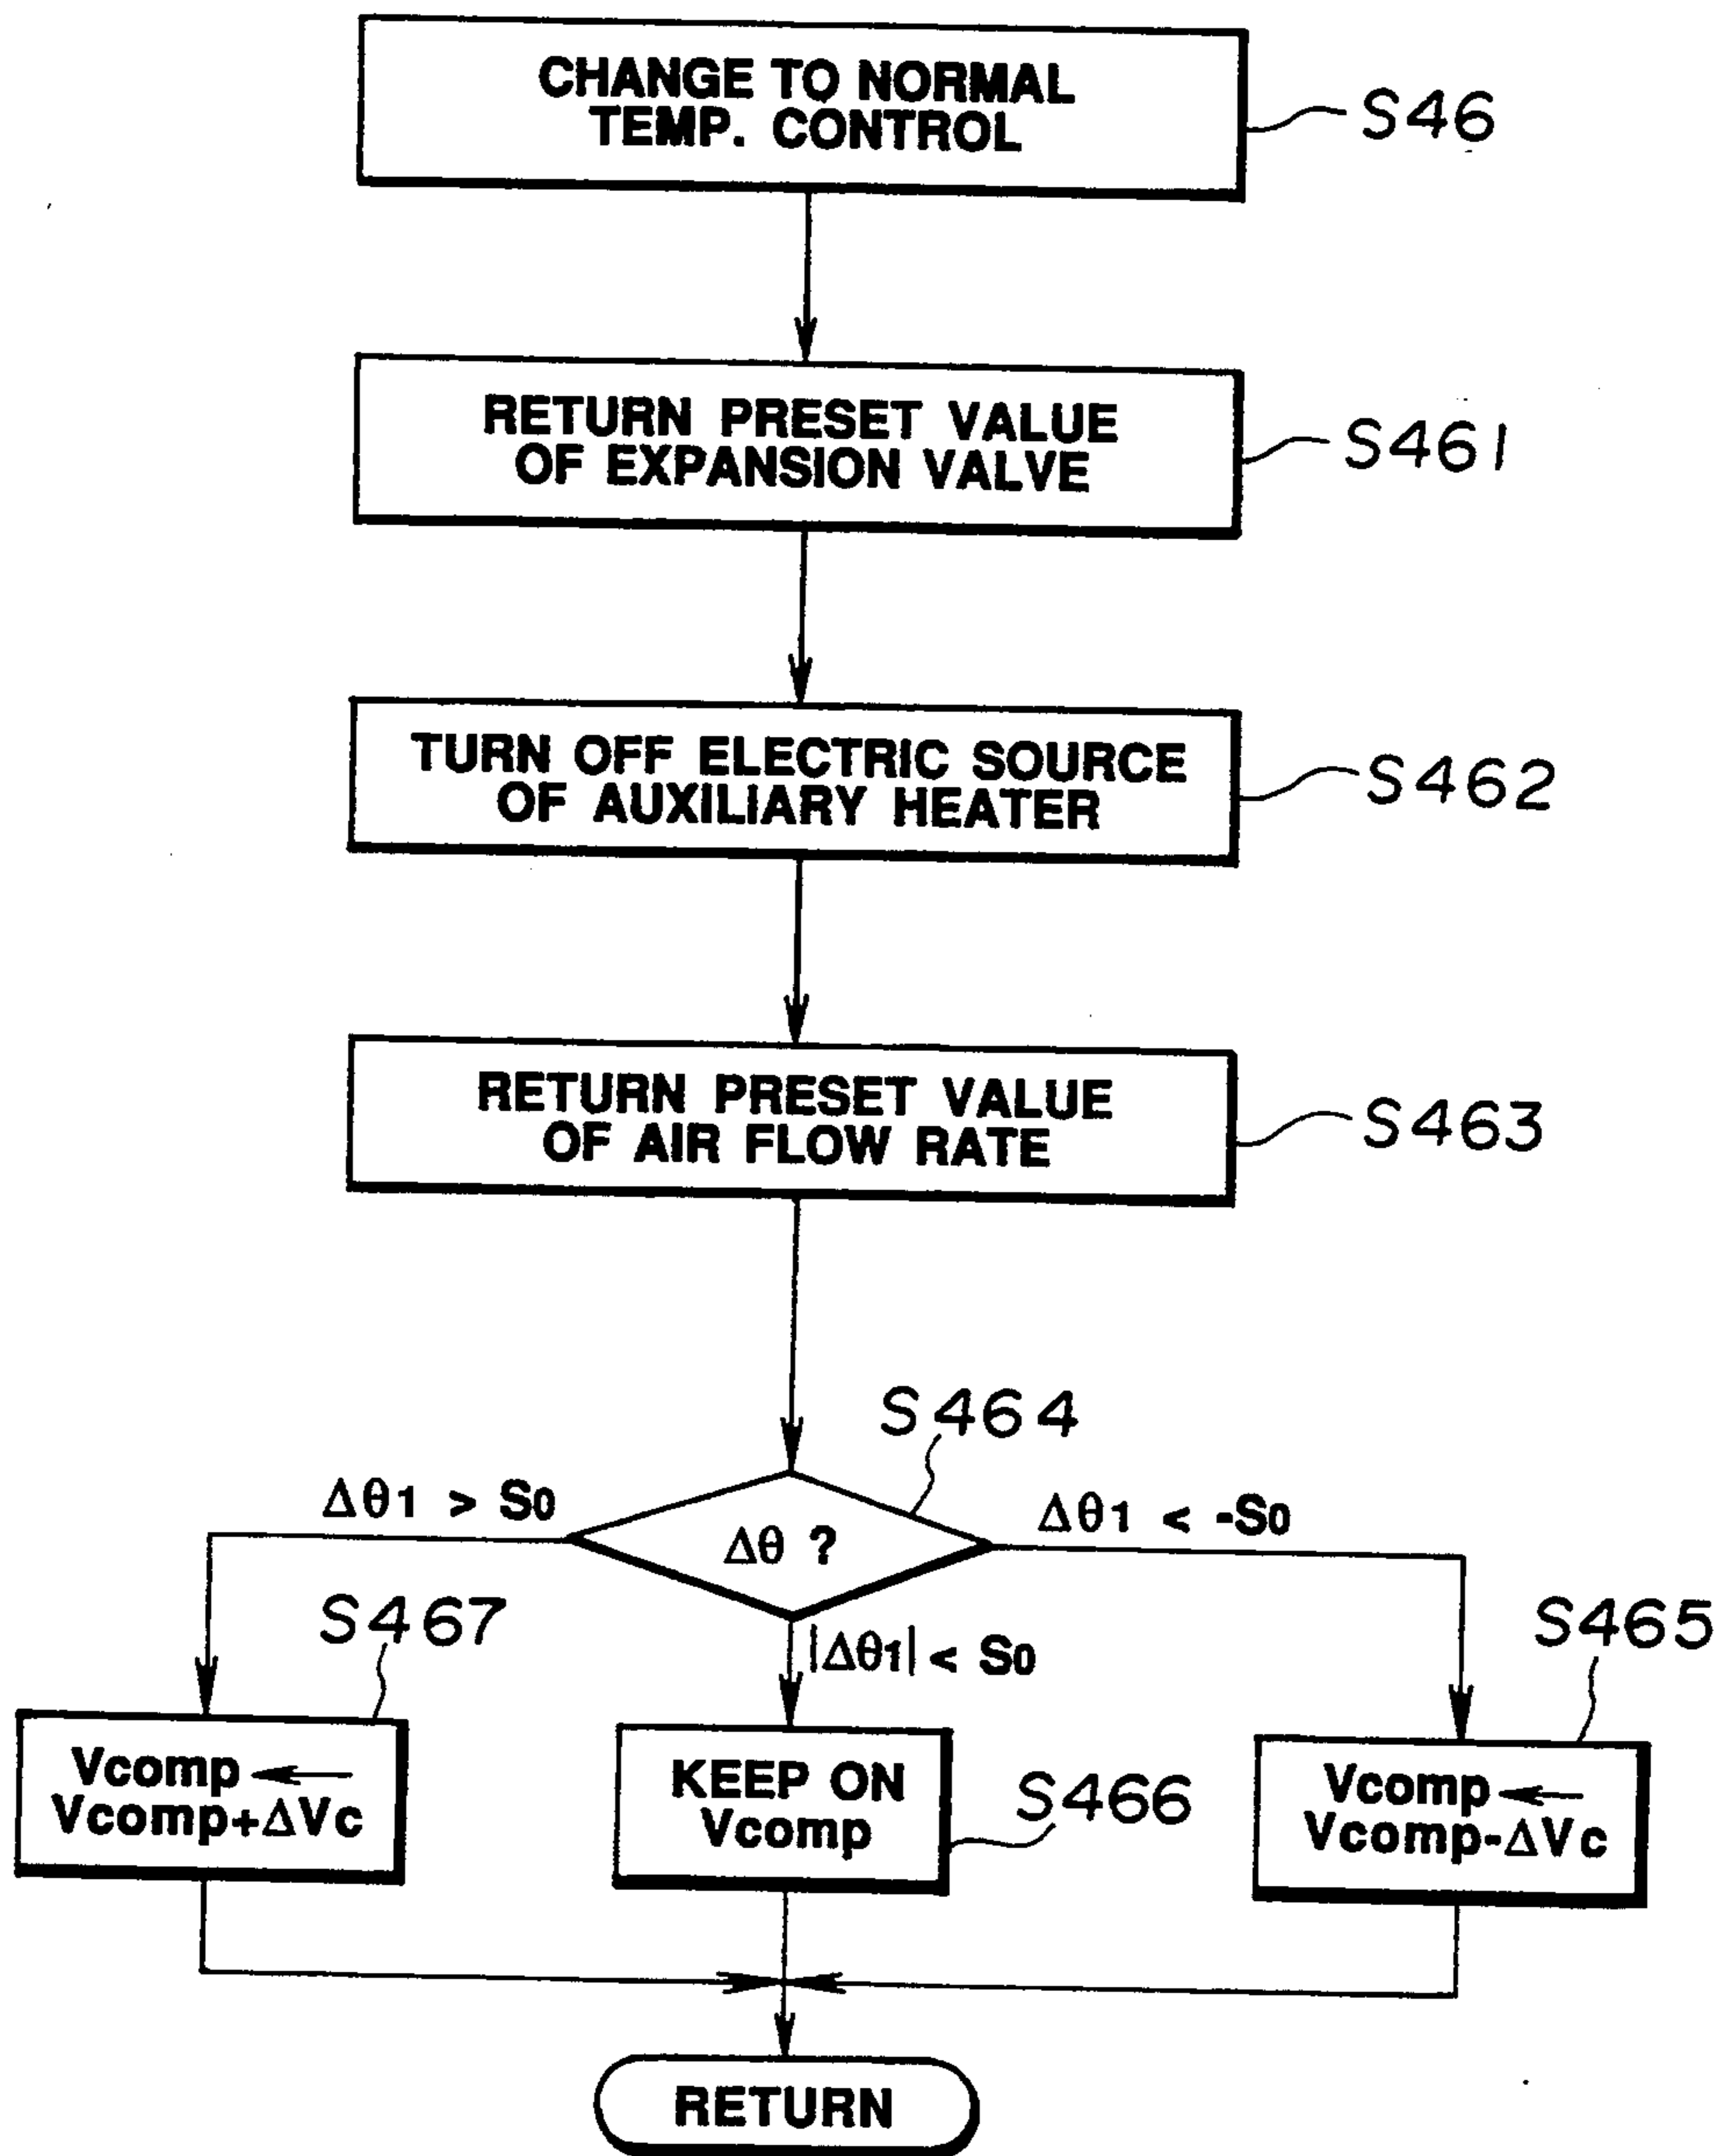 CHANGE TO NORMAL
TEMP. CONTROL
S46
RETURN PRESET VALUE
OF EXPANSION VALVE
S461
TURN OFF ELECTRIC SOURCE
OF AUXILIARY HEATER
S462
RETURN PRESET VALUE
OF AIR FLOW RATE
S463
S464
Δθ1 > S0
Δθ ?
Δθ1 < -S0
S467
|Δθ1| < S0
S465
Vcomp ←
Vcomp+ΔVc
KEEP ON
Vcomp
S466
Vcomp ←
Vcomp-ΔVc
RETURN